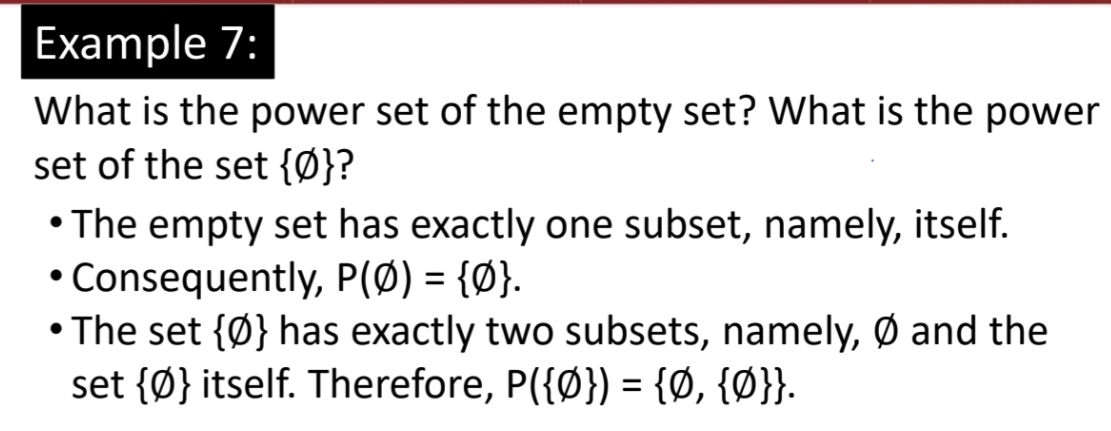 Example 7:
What is the power set of the empty set? What is the power
set of the set {Ø}?
• The empty set has exactly one subset, namely, itself.
• Consequently, P(Ø) = {Ø}.
• The set {Ø} has exactly two subsets, namely, Ø and the
set {Ø} itself. Therefore, P({Ø}) = {Ø, {Ø}}.